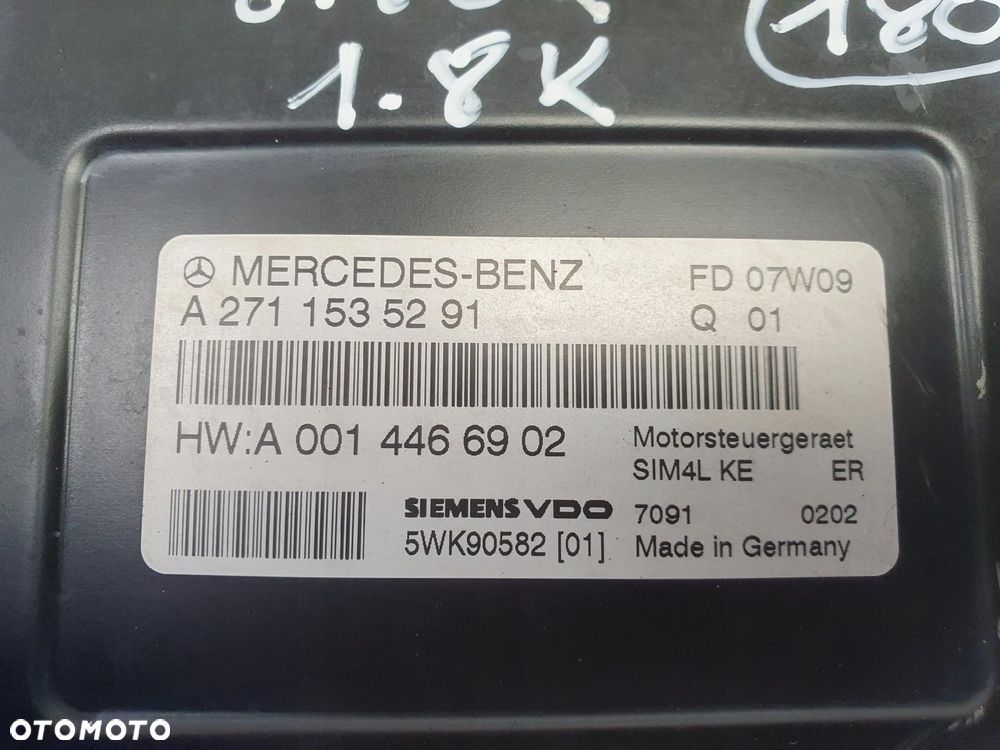 1.8K
180
MERCEDES-BENZ FD 07W09
A 271 153 52 91 Q 01
HW:A 001 446 69 02 Motorsteuergeraet
SIM4L KE ER
SIEMENS VDO 7091 0202
5WK90582 [01] Made in Germany
OTOMOTO